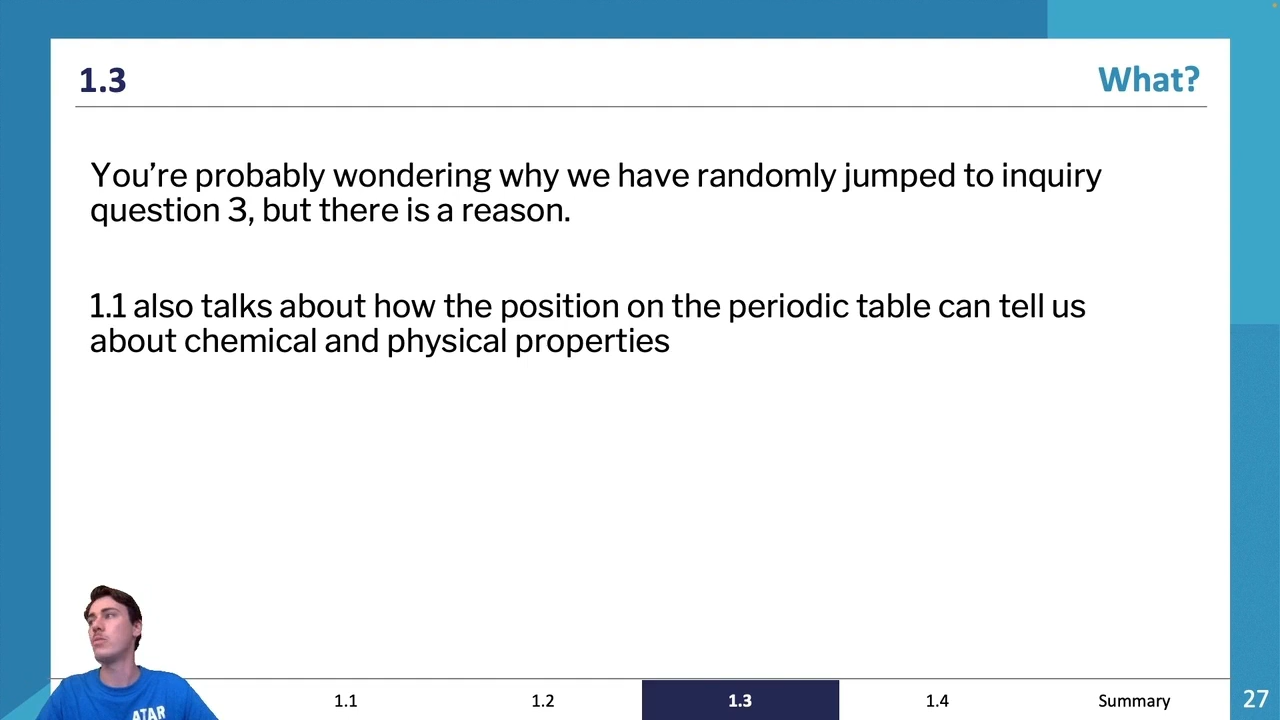 1.3
What?
You're probably wondering why we have randomly jumped to inquiry
question 3, but there is a reason.
1.1 also talks about how the position on the periodic table can tell us
about chemical and physical properties
ATAR
1.1
1.2
1.3
1.4
Summary
27